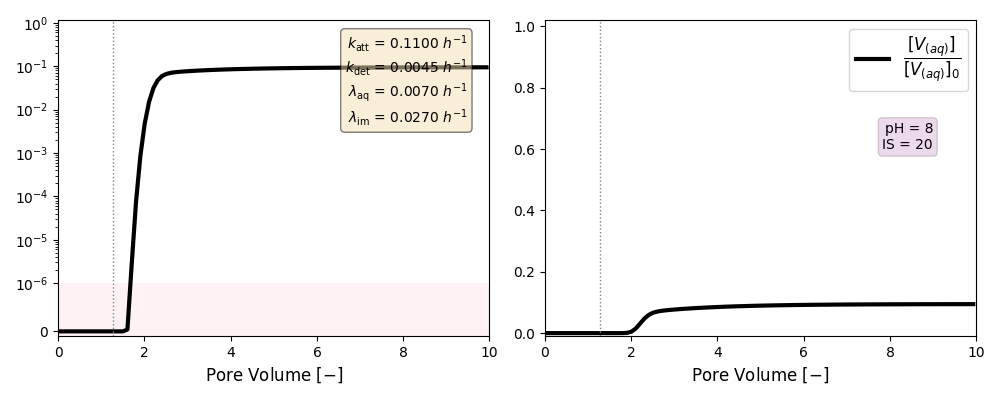 10⁰
10⁻¹
10⁻²
10⁻³
10⁻⁴
10⁻⁵
10⁻⁶
0
k_att = 0.1100 h⁻¹
k_det = 0.0045 h⁻¹
λ_aq = 0.0070 h⁻¹
λ_im = 0.0270 h⁻¹
0 2 4 6 8 10
Pore Volume [−]
1.0
0.8
0.6
0.4
0.2
0.0
[V_(aq)]
[V_(aq)]₀
pH = 8
IS = 20
0 2 4 6 8 10
Pore Volume [−]